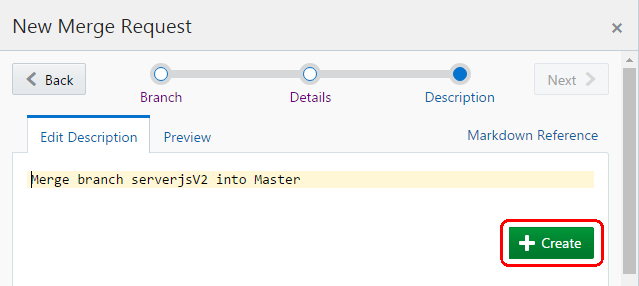 New Merge Request
Back
Next
Branch
Details
Description
Edit Description
Preview
Markdown Reference
Merge branch serverjsV2 into Master
Create